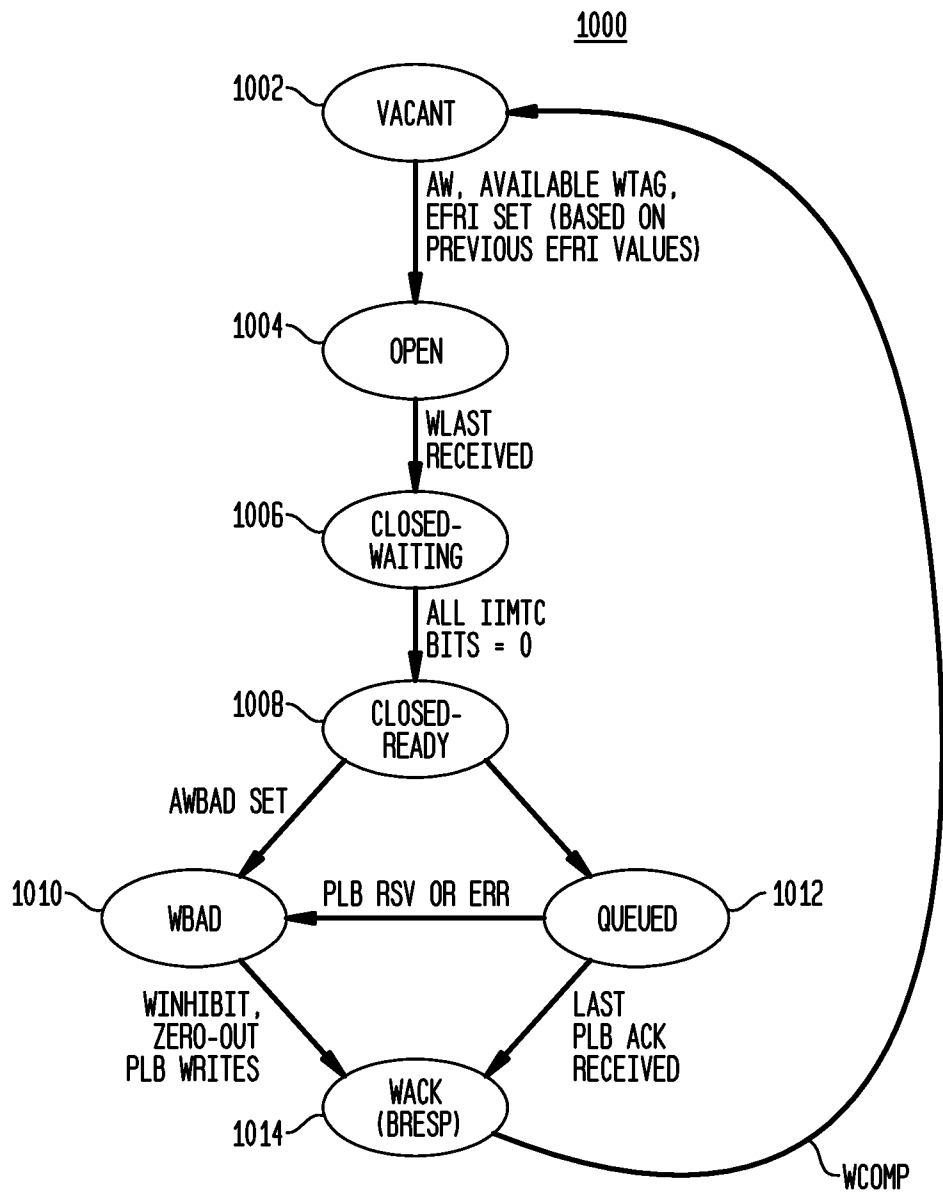 1000
1002
VACANT
AW, AVAILABLE WTAG,
EFRI SET (BASED ON
PREVIOUS EFRI VALUES)
1004
OPEN
WLAST
RECEIVED
1006
CLOSED-
WAITING
ALL IIMTC
BITS = 0
1008
CLOSED-
READY
AWBAD SET
1010
WBAD
PLB RSV OR ERR
QUEUED
1012
WINHIBIT,
ZERO-OUT
PLB WRITES
LAST
PLB ACK
RECEIVED
WACK
(BRESP)
1014
WCOMP